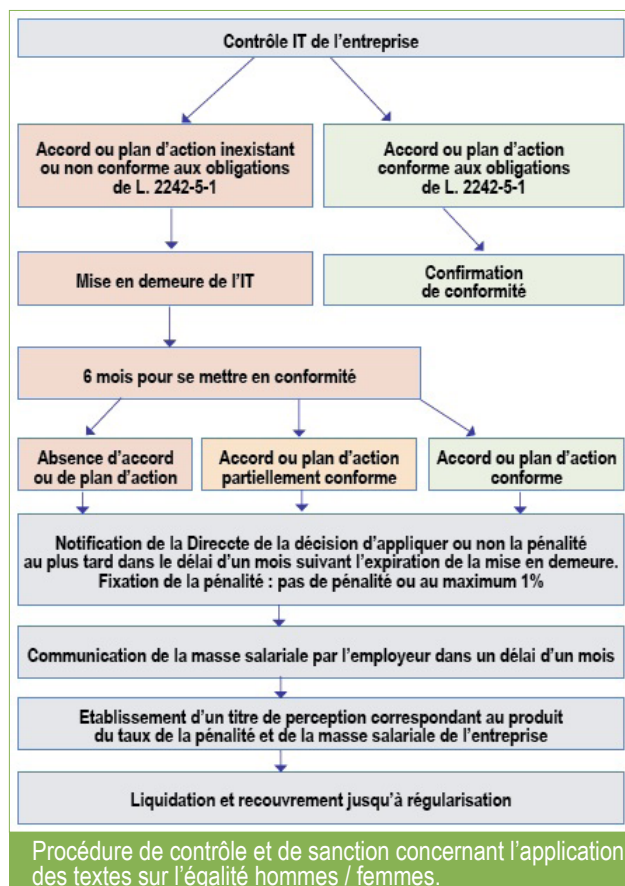 Contrôle IT de l'entreprise
Accord ou plan d'action inexistant
ou non conforme aux obligations
de L. 2242-5-1
Accord ou plan d'action
conforme aux obligations
de L. 2242-5-1
Mise en demeure de l'IT
Confirmation
de conformité
6 mois pour se mettre en conformité
Absence d'accord
ou de plan d'action
Accord ou plan d'action
partiellement conforme
Accord ou plan d'action
conforme
Notification de la Direccte de la décision d'appliquer ou non la pénalité
au plus tard dans le délai d'un mois suivant l'expiration de la mise en demeure.
Fixation de la pénalité : pas de pénalité ou au maximum 1%
Communication de la masse salariale par l'employeur dans un délai d'un mois
Etablissement d'un titre de perception correspondant au produit
du taux de la pénalité et de la masse salariale de l'entreprise
Liquidation et recouvrement jusqu'à régularisation
Procédure de contrôle et de sanction concernant l'application
des textes sur l'égalité hommes / femmes.